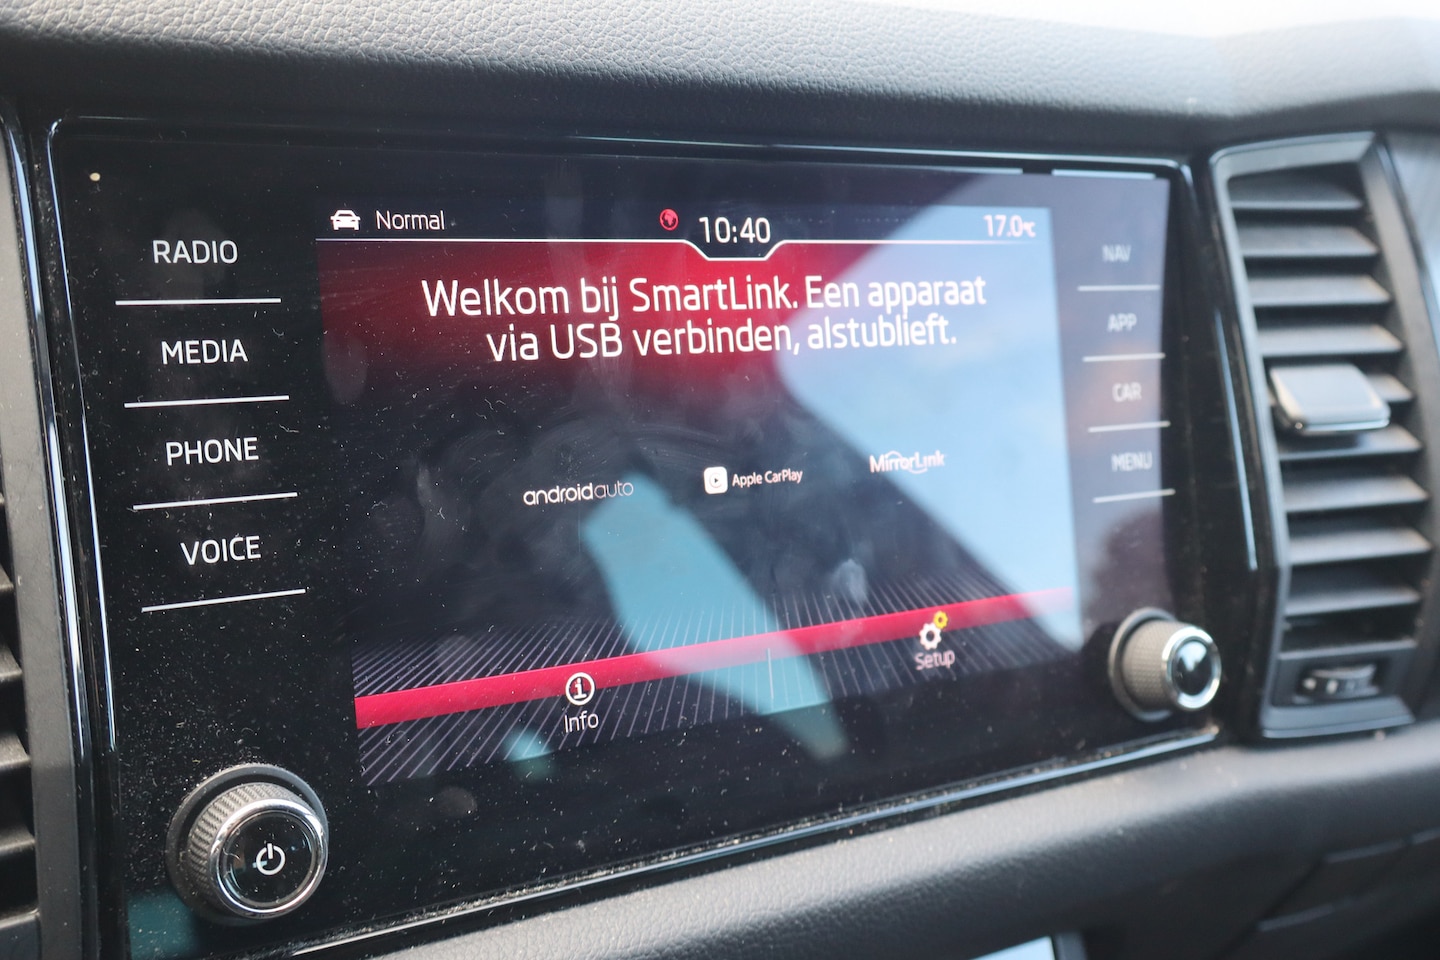 RADIO
MEDIA
PHONE
VOICE
Normal
10:40
17.0°C
Welkom bij SmartLink. Een apparaat
via USB verbinden, alstublieft.
androidauto
Apple CarPlay
MirrorLink
Info
Setup
NAV
APP
CAR
MENU